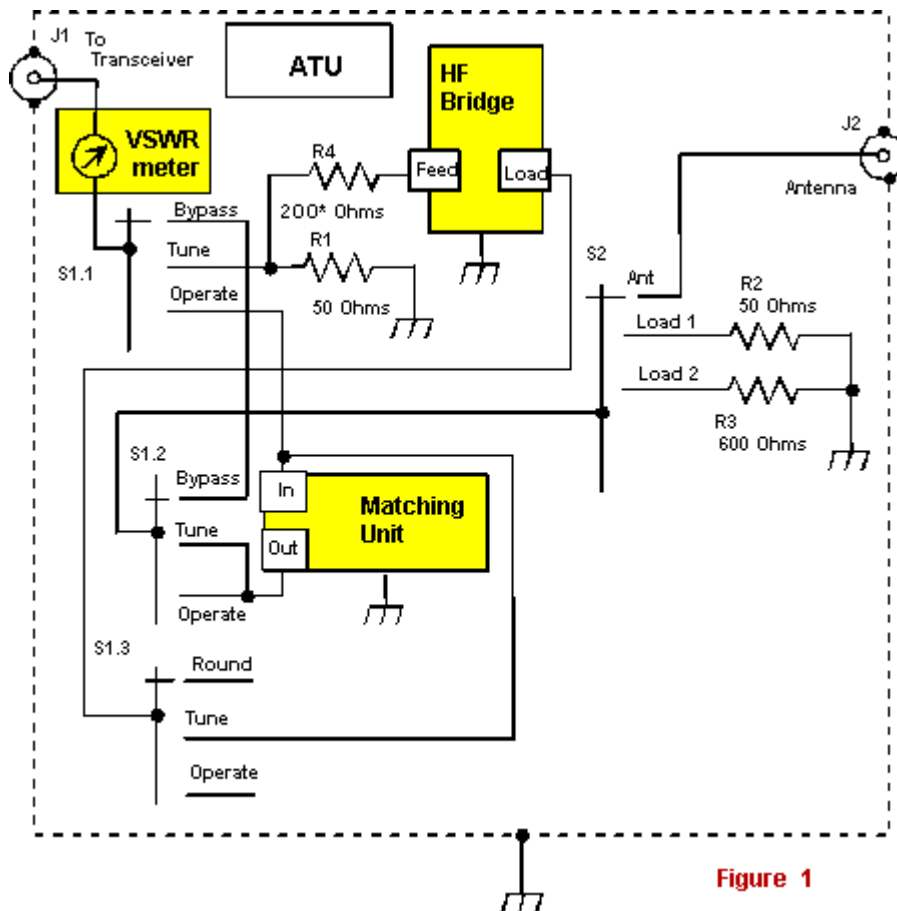 J1 To
Transceiver
ATU
HF
Bridge
VSWR
meter
R4
Feed
Load
J2
Antenna
200* Ohms
Bypass
Tune
R1
S1.1
Operate
50 Ohms
S2
Ant
R2
50 Ohms
Load 1
Load 2
R3
600 Ohms
S1.2
Bypass
In
Matching
Unit
Tune
Out
Operate
S1.3
Round
Tune
Operate
Figure 1